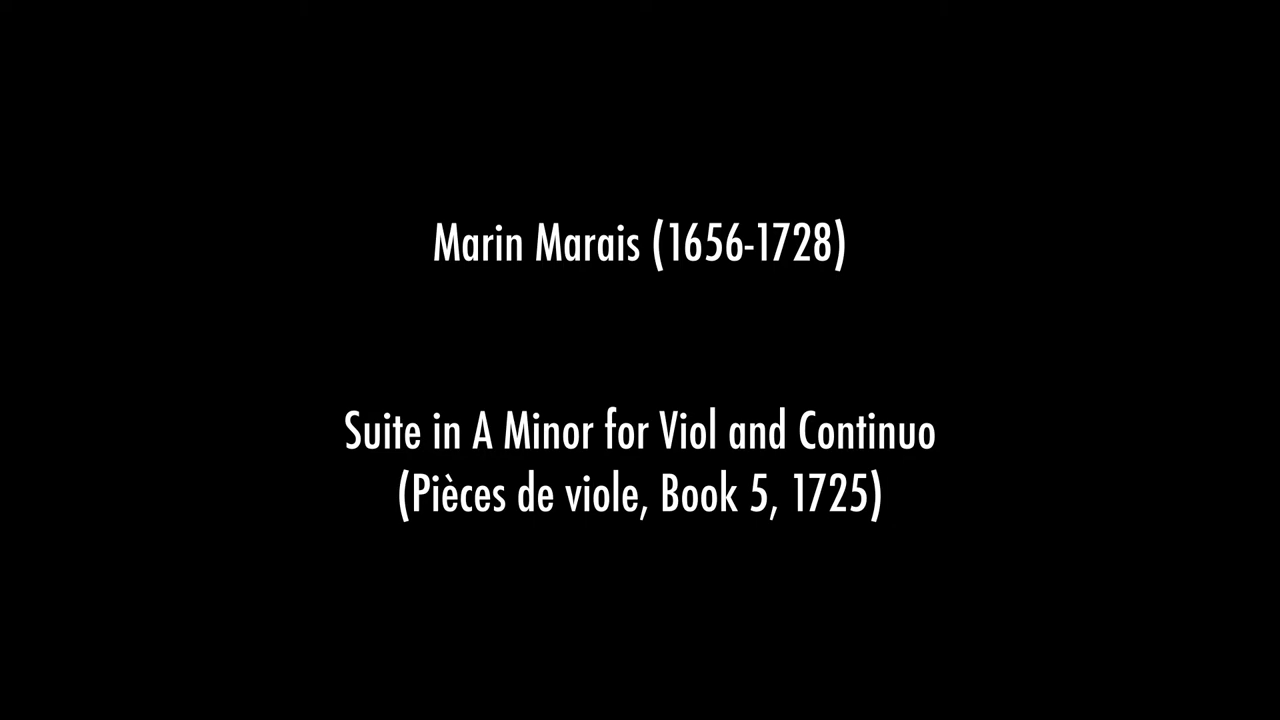 Marin Marais (1656-1728)
Suite in A Minor for Viol and Continuo
(Pièces de viole, Book 5, 1725)